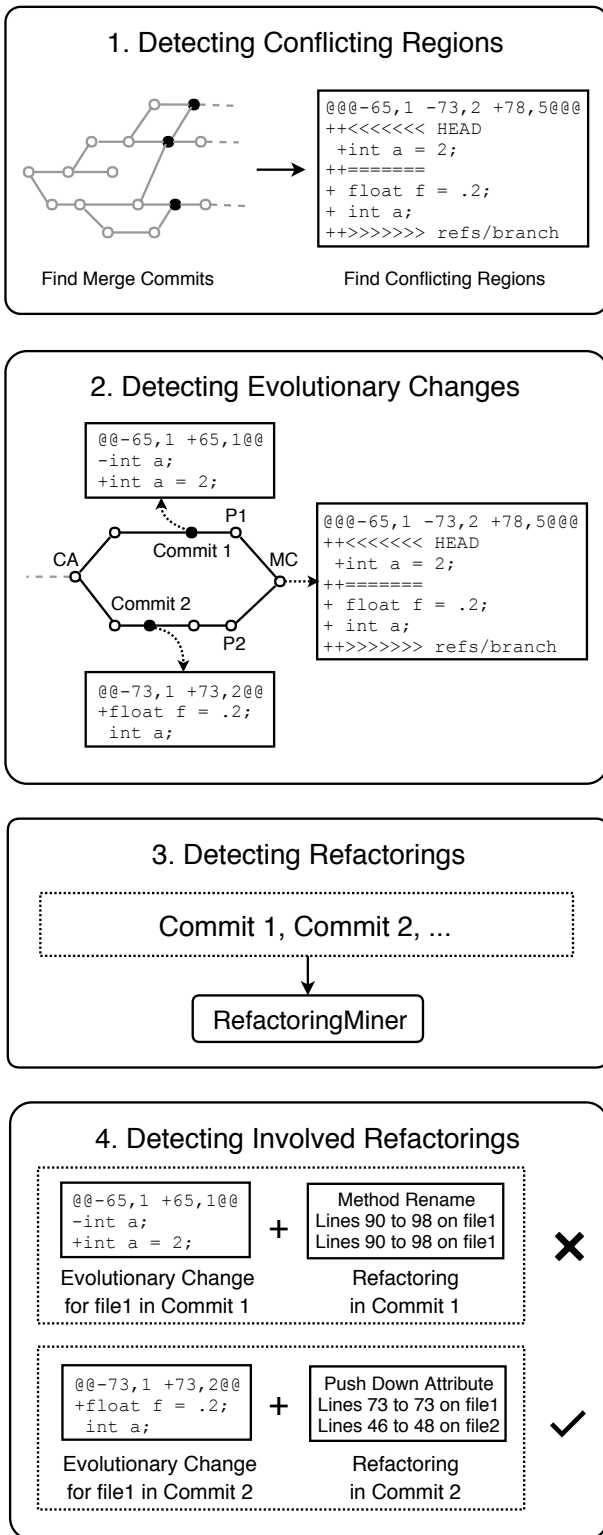 1. Detecting Conflicting Regions
@@@-65,1 -73,2 +78,5@@@
++<<<<<<< HEAD
 +int a = 2;
++=======
+ float f = .2;
+ int a;
++>>>>>>> refs/branch
Find Merge Commits
Find Conflicting Regions
2. Detecting Evolutionary Changes
@@-65,1 +65,1@@
-int a;
+int a = 2;
P1
Commit 1
CA
MC
Commit 2
P2
@@@-65,1 -73,2 +78,5@@@
++<<<<<<< HEAD
 +int a = 2;
++=======
+ float f = .2;
+ int a;
++>>>>>>> refs/branch
@@-73,1 +73,2@@
+float f = .2;
 int a;
3. Detecting Refactorings
Commit 1, Commit 2, ...
RefactoringMiner
4. Detecting Involved Refactorings
@@-65,1 +65,1@@
-int a;
+int a = 2;
+
Method Rename
Lines 90 to 98 on file1
Lines 90 to 98 on file1
Evolutionary Change
for file1 in Commit 1
Refactoring
in Commit 1
@@-73,1 +73,2@@
+float f = .2;
 int a;
+
Push Down Attribute
Lines 73 to 73 on file1
Lines 46 to 48 on file2
Evolutionary Change
for file1 in Commit 2
Refactoring
in Commit 2